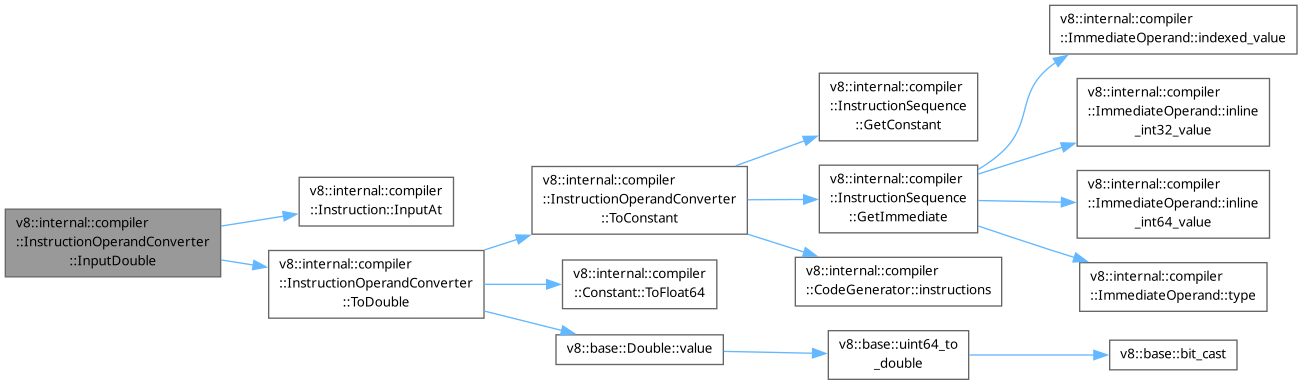 v8::internal::compiler
::InstructionOperandConverter
::InputDouble
v8::internal::compiler
::Instruction::InputAt
v8::internal::compiler
::InstructionOperandConverter
::ToDouble
v8::internal::compiler
::InstructionOperandConverter
::ToConstant
v8::internal::compiler
::Constant::ToFloat64
v8::base::Double::value
v8::internal::compiler
::InstructionSequence
::GetConstant
v8::internal::compiler
::InstructionSequence
::GetImmediate
v8::internal::compiler
::CodeGenerator::instructions
v8::base::uint64_to
_double
v8::internal::compiler
::ImmediateOperand::indexed_value
v8::internal::compiler
::ImmediateOperand::inline
_int32_value
v8::internal::compiler
::ImmediateOperand::inline
_int64_value
v8::internal::compiler
::ImmediateOperand::type
v8::base::bit_cast